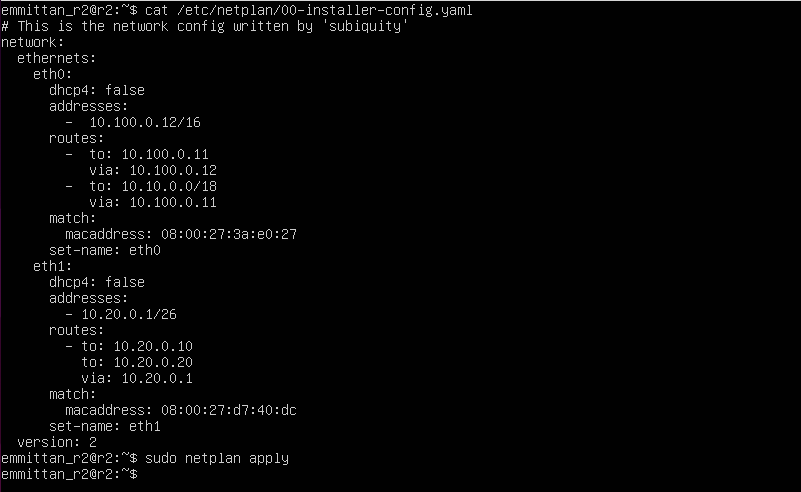 emmittan_r2@r2:~$ cat /etc/netplan/00-installer-config.yaml
# This is the network config written by 'subiquity'
network:
  ethernets:
    eth0:
      dhcp4: false
      addresses:
        -  10.100.0.12/16
      routes:
        -  to: 10.100.0.11
           via: 10.100.0.12
        -  to: 10.10.0.0/18
           via: 10.100.0.11
      match:
        macaddress: 08:00:27:3a:e0:27
      set-name: eth0
    eth1:
      dhcp4: false
      addresses:
        - 10.20.0.1/26
      routes:
        - to: 10.20.0.10
          to: 10.20.0.20
          via: 10.20.0.1
      match:
        macaddress: 08:00:27:d7:40:dc
      set-name: eth1
  version: 2
emmittan_r2@r2:~$ sudo netplan apply
emmittan_r2@r2:~$